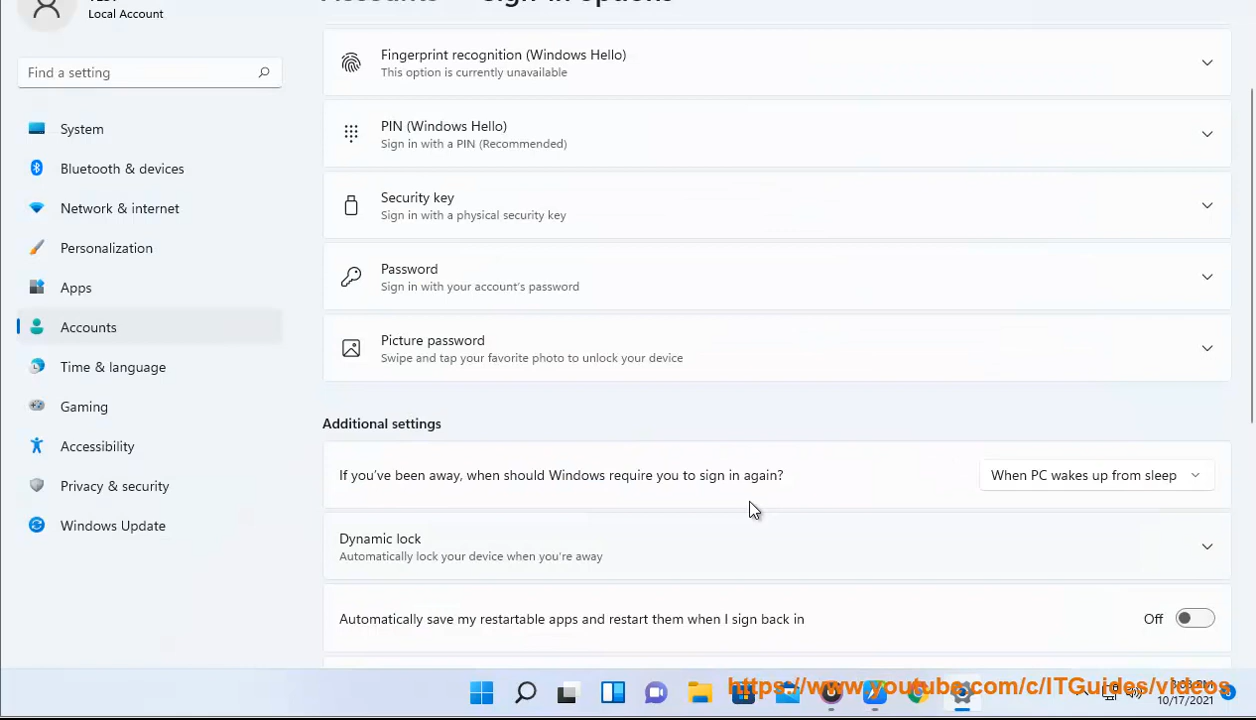 Local Account
Find a setting
System
Bluetooth & devices
Network & internet
Personalization
Apps
Accounts
Time & language
Gaming
Accessibility
Privacy & security
Windows Update
Fingerprint recognition (Windows Hello)
This option is currently unavailable
PIN (Windows Hello)
Sign in with a PIN (Recommended)
Security key
Sign in with a physical security key
Password
Sign in with your account's password
Picture password
Swipe and tap your favorite photo to unlock your device
Additional settings
If you've been away, when should Windows require you to sign in again?
When PC wakes up from sleep
Dynamic lock
Automatically lock your device when you're away
Automatically save my restartable apps and restart them when I sign back in
Off
https://www.youtube.com/c/ITGuides/videos
10/17/2021